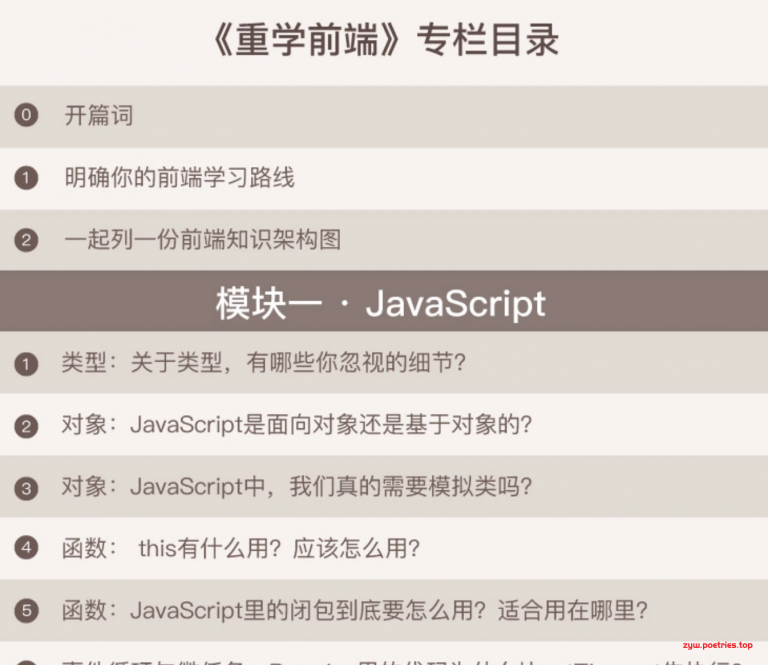 《重学前端》专栏目录
0 开篇词
1 明确你的前端学习路线
2 一起列一份前端知识架构图
模块一 · JavaScript
1 类型：关于类型，有哪些你忽视的细节？
2 对象：JavaScript是面向对象还是基于对象的？
3 对象：JavaScript中，我们真的需要模拟类吗？
4 函数： this有什么用？应该怎么用？
5 函数：JavaScript里的闭包到底要怎么用？适合用在哪里？
zyw.poetries.top